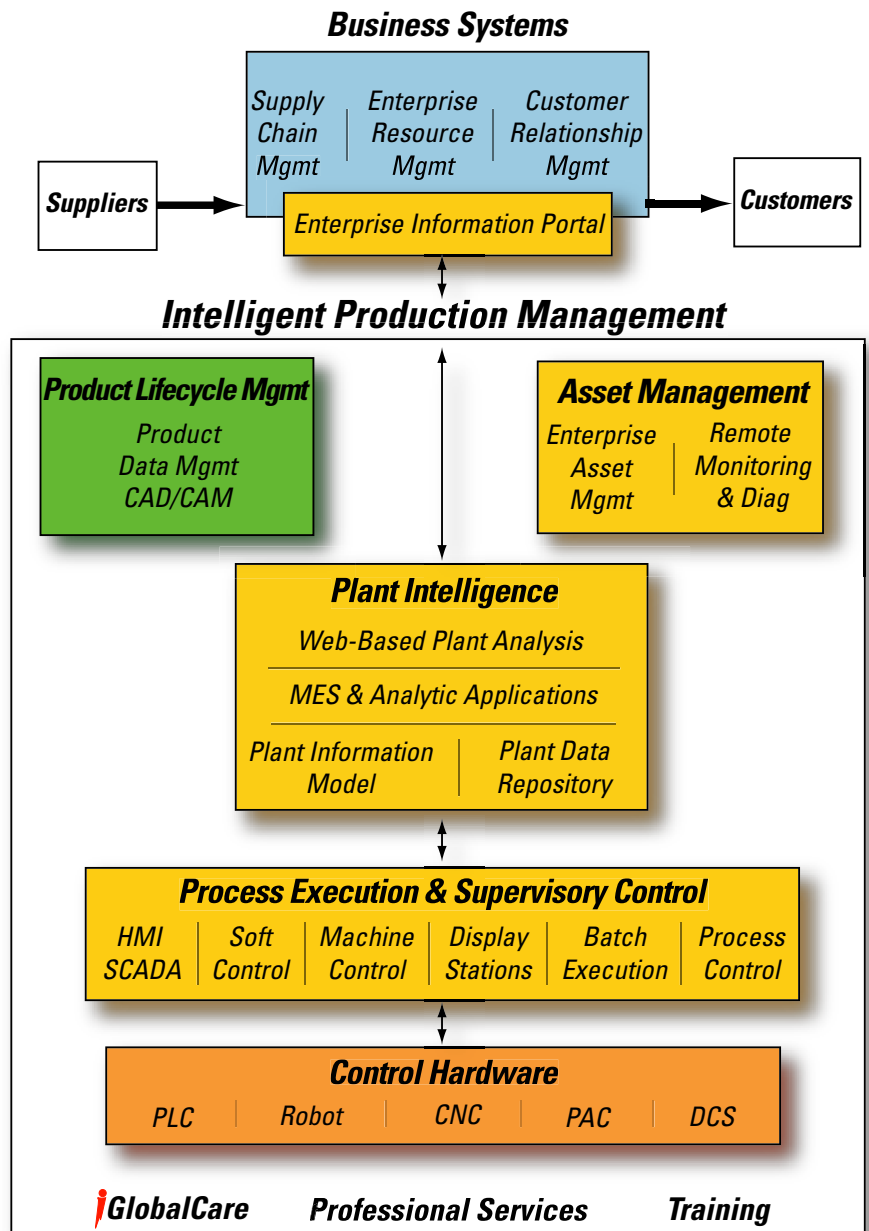 Business Systems
Supply
Chain
Mgmt
Enterprise
Resource
Mgmt
Customer
Relationship
Mgmt
Suppliers
Customers
Enterprise Information Portal
Intelligent Production Management
Product Lifecycle Mgmt
Product
Data Mgmt
CAD/CAM
Asset Management
Enterprise
Asset
Mgmt
Remote
Monitoring
& Diag
Plant Intelligence
Web-Based Plant Analysis
MES & Analytic Applications
Plant Information
Model
Plant Data
Repository
Process Execution & Supervisory Control
HMI
SCADA
Soft
Control
Machine
Control
Display
Stations
Batch
Execution
Process
Control
Control Hardware
PLC
Robot
CNC
PAC
DCS
iGlobalCare
Professional Services
Training